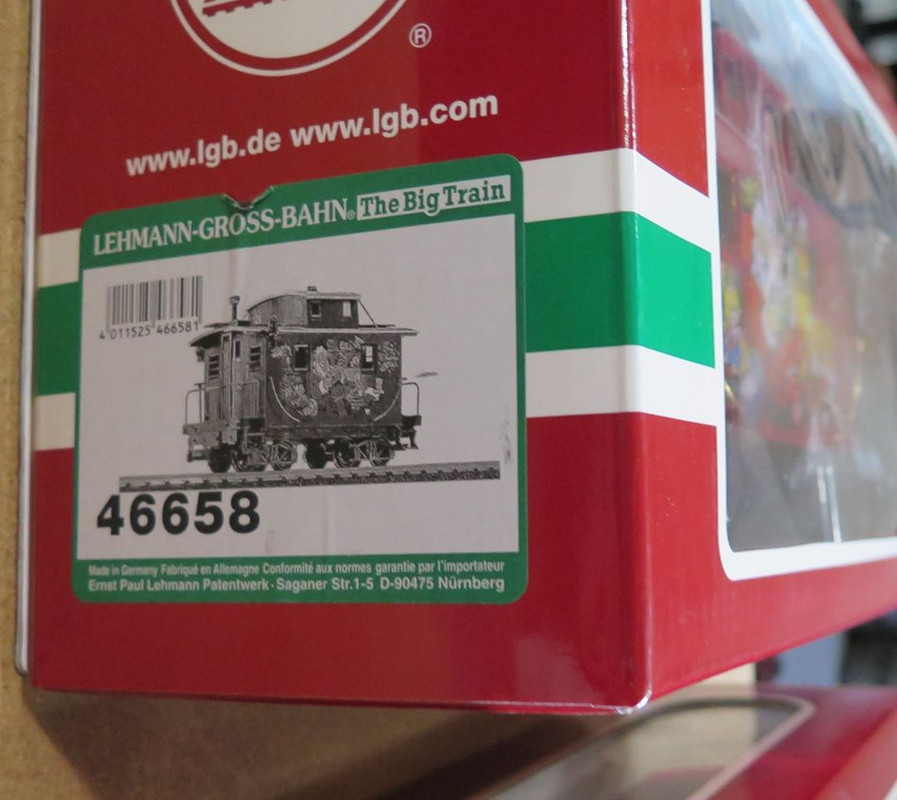 ®
www.lgb.de www.lgb.com
LEHMANN-GROSS-BAHN® The Big Train
4 011525 466581
46658
Made in Germany Fabriqué en Allemagne Conformité aux normes garantie par l'importateur
Ernst Paul Lehmann Patentwerk · Saganer Str.1-5 D-90475 Nürnberg